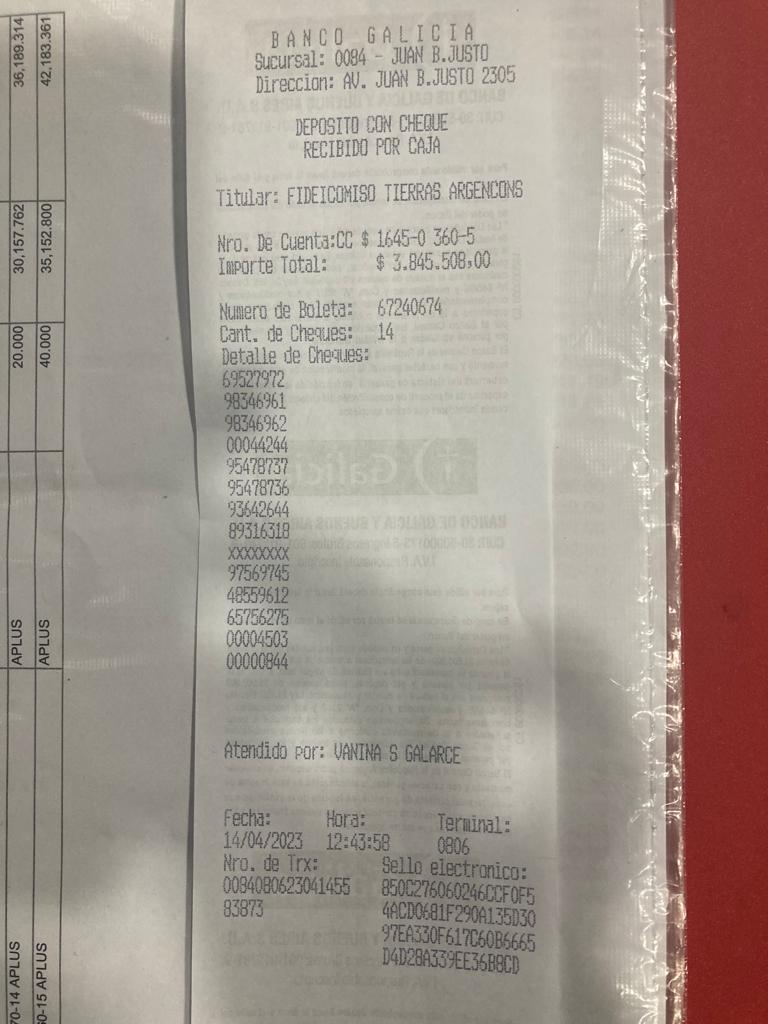 BANCO GALICIA
Sucursal: 0084 - JUAN B.JUSTO
Direccion: AV. JUAN B.JUSTO 2305
DEPOSITO CON CHEQUE
RECIBIDO POR CAJA
Titular: FIDEICOMISO TIERRAS ARGENCONS
Nro. De Cuenta:CC $ 1645-0 360-5
Importe Total: $ 3.845.508,00
Numero de Boleta: 67240674
Cant. de Cheques: 14
Detalle de Cheques:
69527972
98346961
98346962
00044244
95478737
95478736
93642644
89316318
XXXXXXXX
97569745
48559612
65756275
00004503
00000844
Atendido por: VANINA S GALARCE
Fecha: Hora: Terminal:
14/04/2023 12:43:58 0806
Nro. de Trx: Sello electronico:
0084080623041455 850C276060246CCF0F5
83873 4ACD0681F290A135D30
97EA330F617C60B6665
D4D28A339EE36B8CD
APLUS 20.000 30,157.762 36,189.314
APLUS 40.000 35,152.800 42,183.361
70-14 APLUS
0-15 APLUS